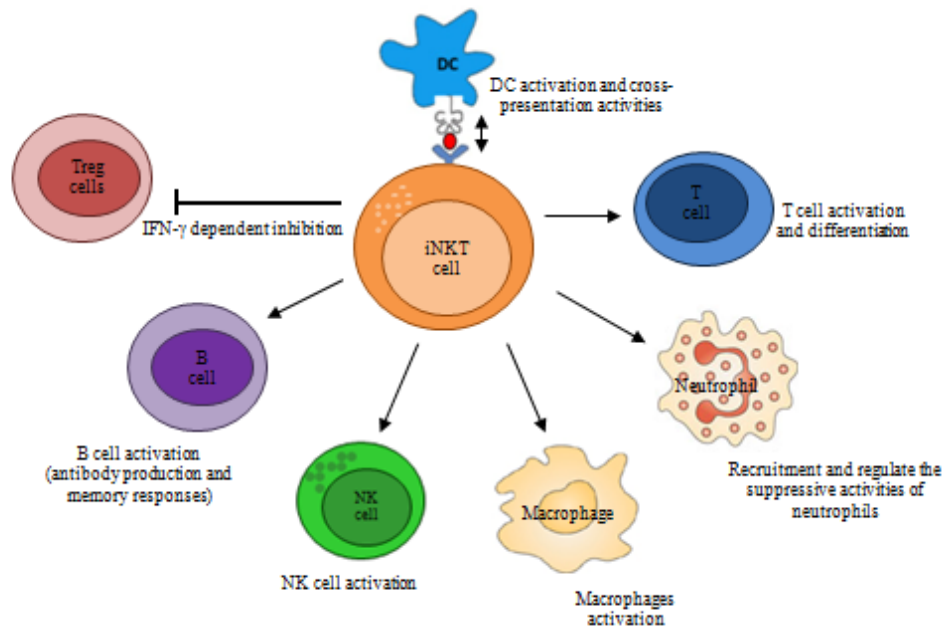 DC
DC activation and cross-
presentation activities
Treg
cells
IFN-γ dependent inhibition
iNKT
cell
T
cell
T cell activation
and differentiation
B
cell
B cell activation
(antibody production and
memory responses)
NK
cell
NK cell activation
Macrophage
Macrophages
activation
Neutrophil
Recruitment and regulate the
suppressive activities of
neutrophils